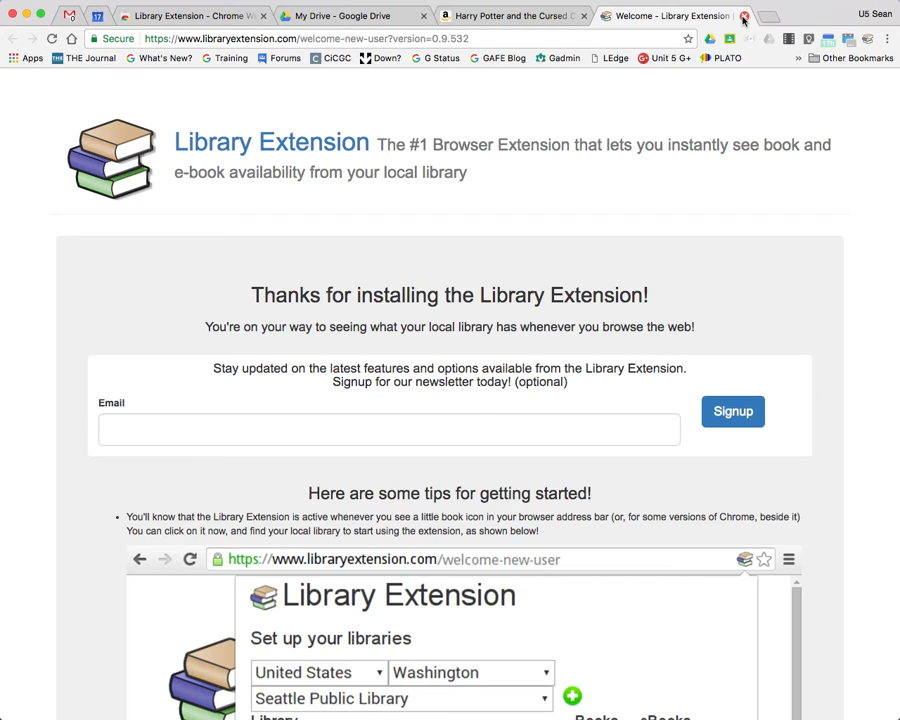 Library Extension - Chrome W
My Drive - Google Drive
Harry Potter and the Cursed C
Welcome - Library Extension |
U5 Sean
Secure
https://www.libraryextension.com/welcome-new-user?version=0.9.532
Apps
THE Journal
What's New?
Training
Forums
CiCGC
Down?
G Status
GAFE Blog
Gadmin
LEdge
Unit 5 G+
PLATO
»
Other Bookmarks
Library Extension The #1 Browser Extension that lets you instantly see book and
e-book availability from your local library
Thanks for installing the Library Extension!
You're on your way to seeing what your local library has whenever you browse the web!
Stay updated on the latest features and options available from the Library Extension.
Signup for our newsletter today! (optional)
Email
Signup
Here are some tips for getting started!
• You'll know that the Library Extension is active whenever you see a little book icon in your browser address bar (or, for some versions of Chrome, beside it)
You can click on it now, and find your local library to start using the extension, as shown below!
https://www.libraryextension.com/welcome-new-user
Library Extension
Set up your libraries
United States
Washington
Seattle Public Library
Library
Books
eBooks